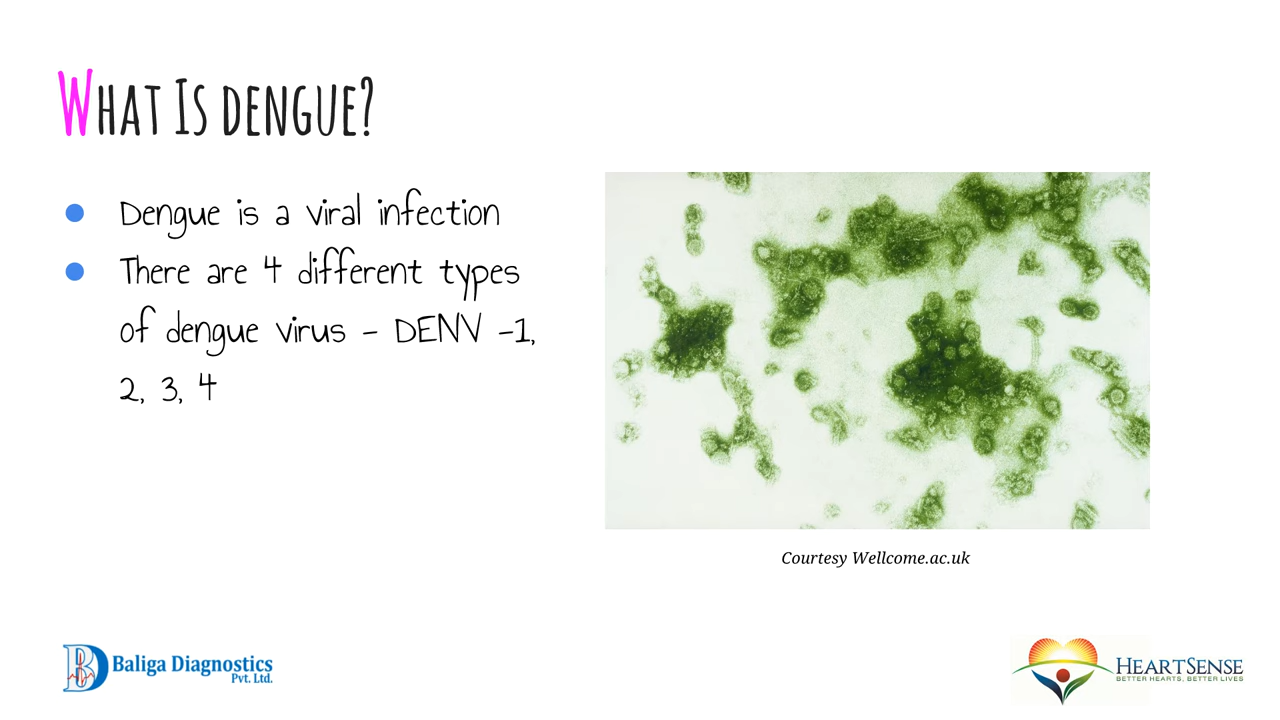 What Is dengue?
Dengue is a viral infection
There are 4 different types
of dengue virus - DENV -1,
2, 3, 4
Courtesy Wellcome.ac.uk
Baliga Diagnostics
Pvt. Ltd.
HeartSense
BETTER HEARTS, BETTER LIVES